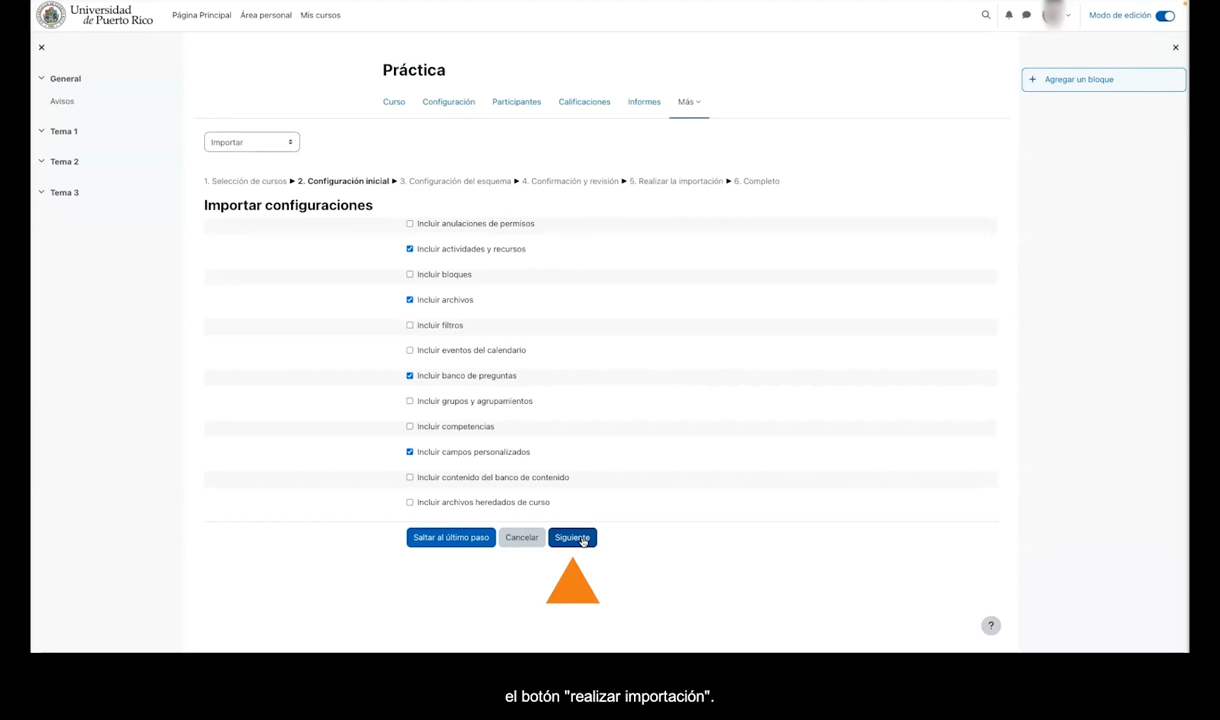 Universidad
de Puerto Rico
Página Principal Área personal Mis cursos
Modo de edición
General
Avisos
Tema 1
Tema 2
Tema 3
Práctica
Curso Configuración Participantes Calificaciones Informes Más
Importar
1. Selección de cursos ► 2. Configuración inicial ► 3. Configuración del esquema ► 4. Confirmación y revisión ► 5. Realizar la importación ► 6. Completo
Importar configuraciones
Incluir anulaciones de permisos
Incluir actividades y recursos
Incluir bloques
Incluir archivos
Incluir filtros
Incluir eventos del calendario
Incluir banco de preguntas
Incluir grupos y agrupamientos
Incluir competencias
Incluir campos personalizados
Incluir contenido del banco de contenido
Incluir archivos heredados de curso
Saltar al último paso Cancelar Siguiente
+ Agregar un bloque
?
el botón "realizar importación".